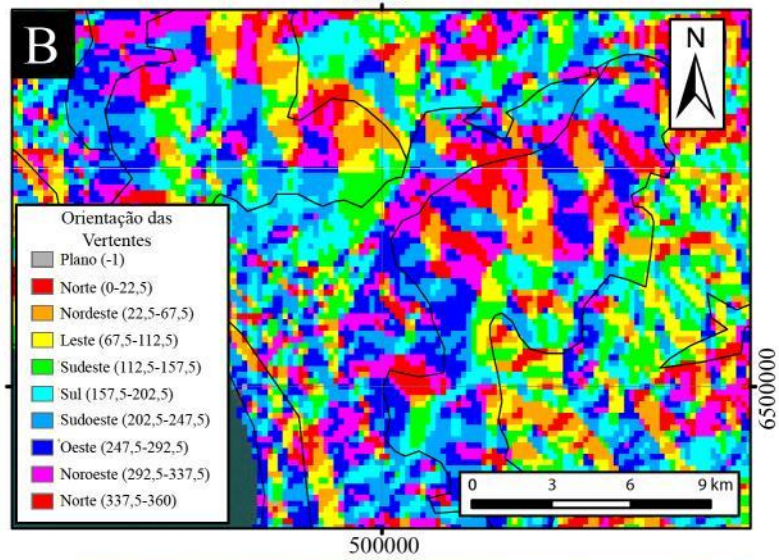 B
N
Orientação das
Vertentes
Plano (-1)
Norte (0-22,5)
Nordeste (22,5-67,5)
Leste (67,5-112,5)
Sudeste (112,5-157,5)
Sul (157,5-202,5)
Sudoeste (202,5-247,5)
Oeste (247,5-292,5)
Noroeste (292,5-337,5)
Norte (337,5-360)
0 3 6 9 km
6500000
500000